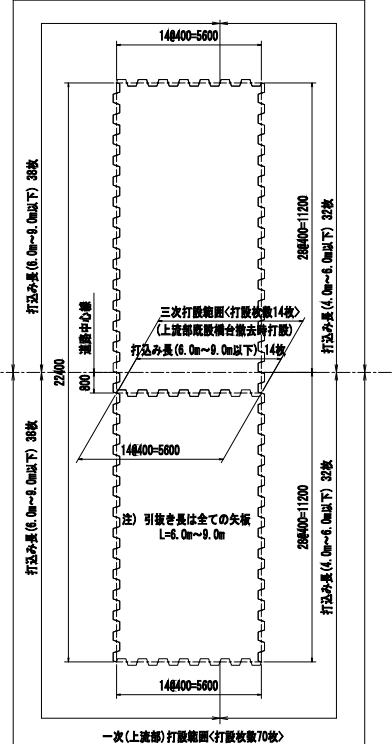 14@400=5600
打込み長(6.0m～9.0m以下) 38枚
28@400=11200
打込み長(4.0m～6.0m以下) 32枚
三次打設範囲<打設枚数14枚>
(上流部既設橋台撤去時打設)
打込み長(6.0m～9.0m以下) 14枚
道路中心線
22400
800
14@400=5600
打込み長(6.0m～9.0m以下) 38枚
注) 引抜き長は全ての矢板
L=6.0m～9.0m
28@400=11200
打込み長(4.0m～6.0m以下) 32枚
14@400=5600
一次(上流部)打設範囲<打設枚数70枚>